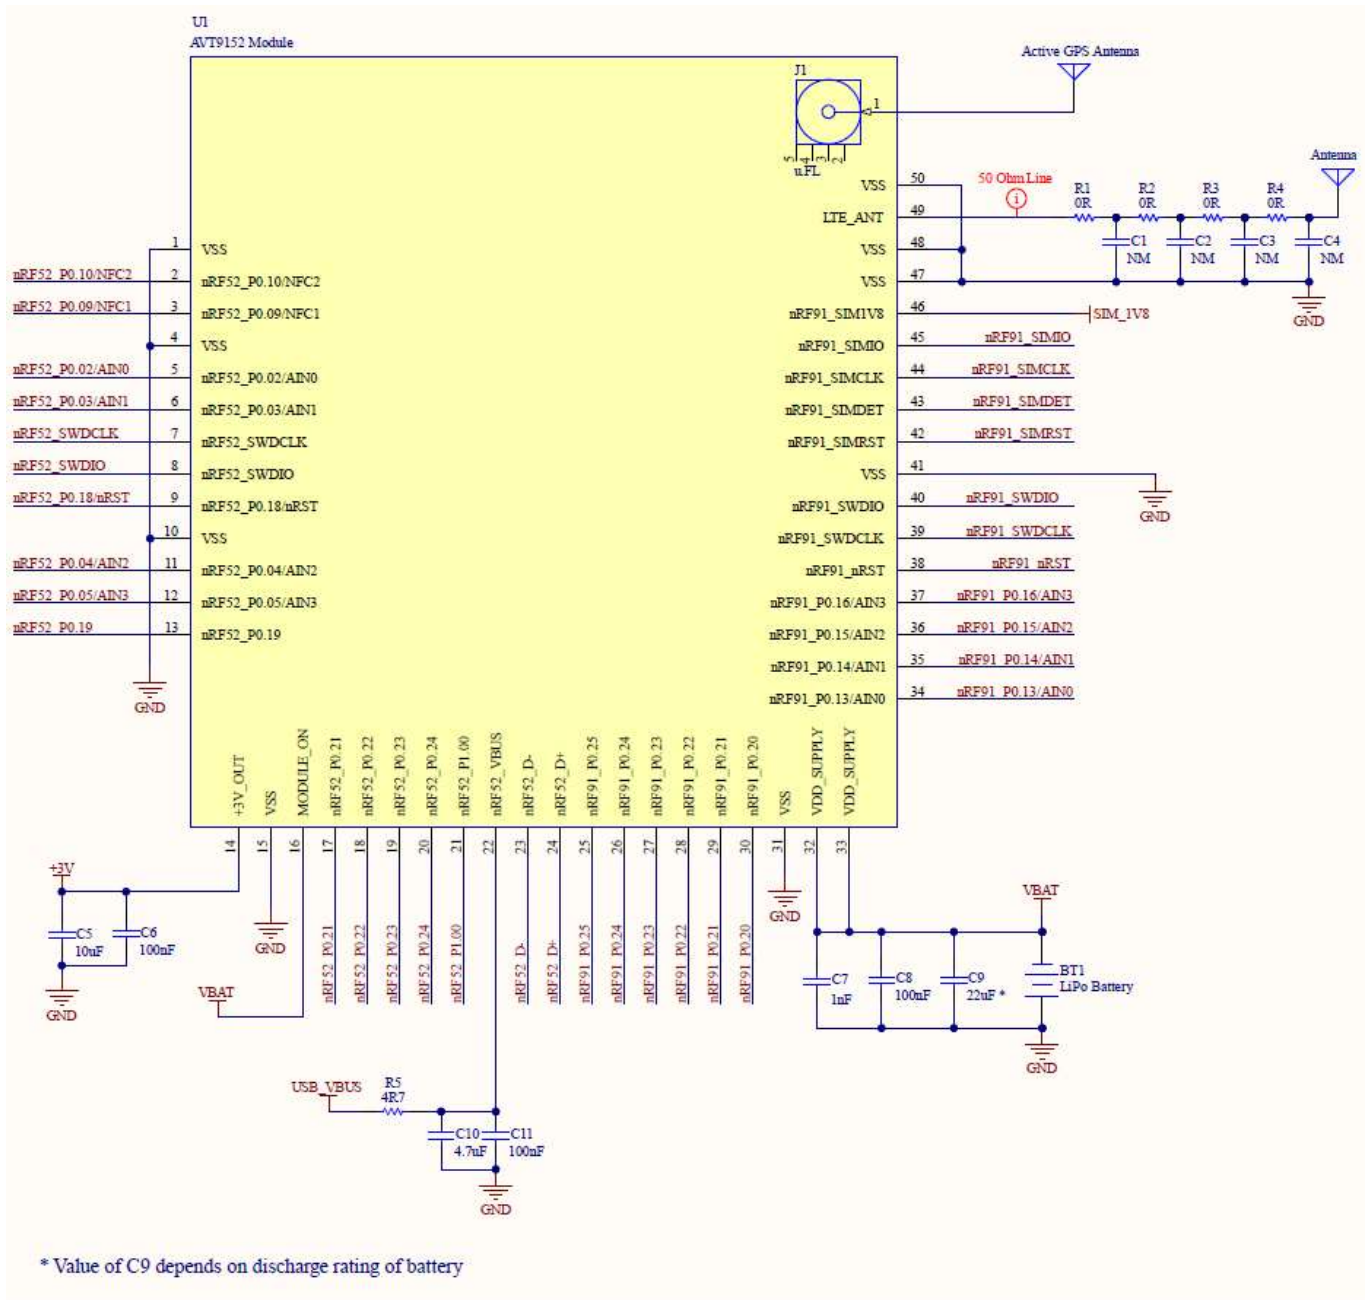 U1
AVT9152 Module
Active GPS Antenna
J1
1
5 4 3 2
u.FL
Antenna
50 Ohm Line
i
R1 R2 R3 R4
0R 0R 0R 0R
C1 C2 C3 C4
NM NM NM NM
GND
VSS 50
LTE_ANT 49
VSS 48
VSS 47
nRF91_SIM1V8 46 SIM_1V8
nRF91_SIMIO 45 nRF91_SIMIO
nRF91_SIMCLK 44 nRF91_SIMCLK
nRF91_SIMDET 43 nRF91_SIMDET
nRF91_SIMRST 42 nRF91_SIMRST
VSS 41
GND
nRF91_SWDIO 40 nRF91_SWDIO
nRF91_SWDCLK 39 nRF91_SWDCLK
nRF91_nRST 38 nRF91_nRST
nRF91_P0.16/AIN3 37 nRF91_P0.16/AIN3
nRF91_P0.15/AIN2 36 nRF91_P0.15/AIN2
nRF91_P0.14/AIN1 35 nRF91_P0.14/AIN1
nRF91_P0.13/AIN0 34 nRF91_P0.13/AIN0
1 VSS
nRF52_P0.10/NFC2 2 nRF52_P0.10/NFC2
nRF52_P0.09/NFC1 3 nRF52_P0.09/NFC1
4 VSS
nRF52_P0.02/AIN0 5 nRF52_P0.02/AIN0
nRF52_P0.03/AIN1 6 nRF52_P0.03/AIN1
nRF52_SWDCLK 7 nRF52_SWDCLK
nRF52_SWDIO 8 nRF52_SWDIO
nRF52_P0.18/nRST 9 nRF52_P0.18/nRST
10 VSS
nRF52_P0.04/AIN2 11 nRF52_P0.04/AIN2
nRF52_P0.05/AIN3 12 nRF52_P0.05/AIN3
nRF52_P0.19 13 nRF52_P0.19
GND
+3V_OUT 14
VSS 15
MODULE_ON 16
nRF52_P0.21 17 nRF52_P0.21
nRF52_P0.22 18 nRF52_P0.22
nRF52_P0.23 19 nRF52_P0.23
nRF52_P0.24 20 nRF52_P0.24
nRF52_P1.00 21 nRF52_P1.00
nRF52_VBUS 22
nRF52_D- 23 nRF52_D-
nRF52_D+ 24 nRF52_D+
nRF91_P0.25 25 nRF91_P0.25
nRF91_P0.24 26 nRF91_P0.24
nRF91_P0.23 27 nRF91_P0.23
nRF91_P0.22 28 nRF91_P0.22
nRF91_P0.21 29 nRF91_P0.21
nRF91_P0.20 30 nRF91_P0.20
VSS 31
VDD_SUPPLY 32
VDD_SUPPLY 33
+3V
C5
10uF
C6
100nF
GND
GND
VBAT
GND
VBAT
C7
1nF
C8
100nF
C9
22uF *
BT1
LiPo Battery
GND
USB_VBUS
R5
4R7
C10
4.7uF
C11
100nF
GND
* Value of C9 depends on discharge rating of battery